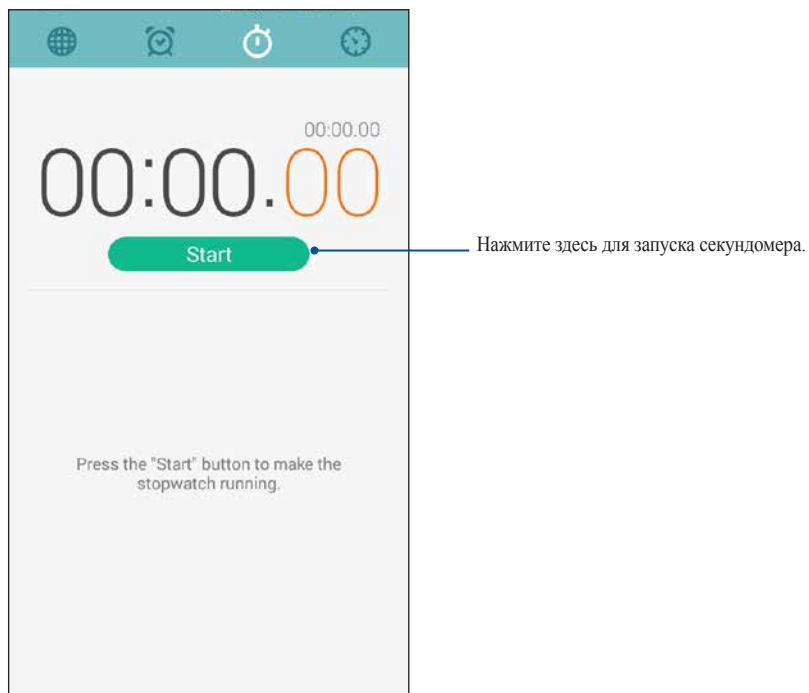 00:00.00
00:00.00
Start
Нажмите здесь для запуска секундомера.
Press the "Start" button to make the
stopwatch running.